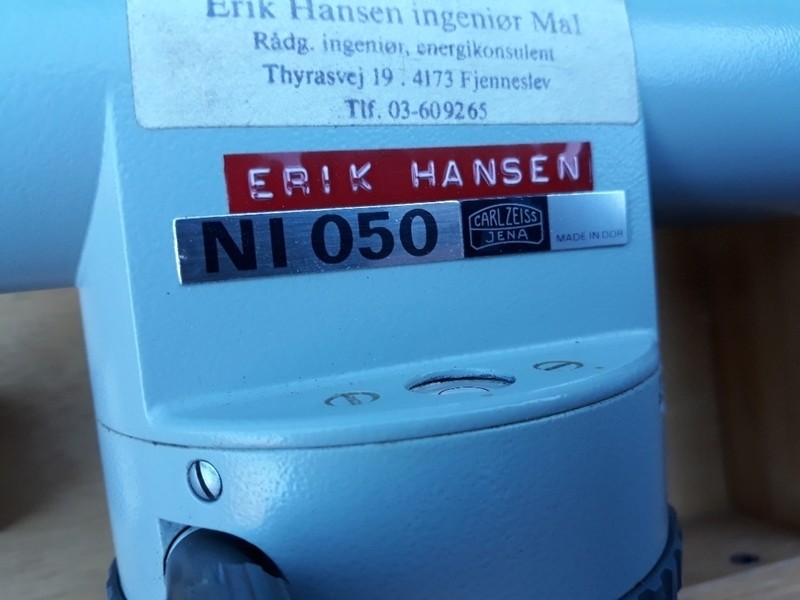 Erik Hansen ingeniør Mal
Rådg. ingeniør, energikonsulent
Thyrasvej 19 . 4173 Fjenneslev
Tlf. 03-609265
ERIK HANSEN
NI 050
CARL ZEISS
JENA
MADE IN DDR